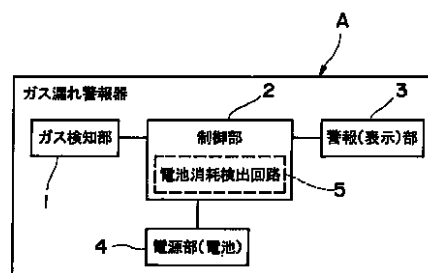 A
ガス漏れ警報器
2
3
ガス検知部
制御部
警報(表示)部
電池消耗検出回路
1
5
4
電源部(電池)